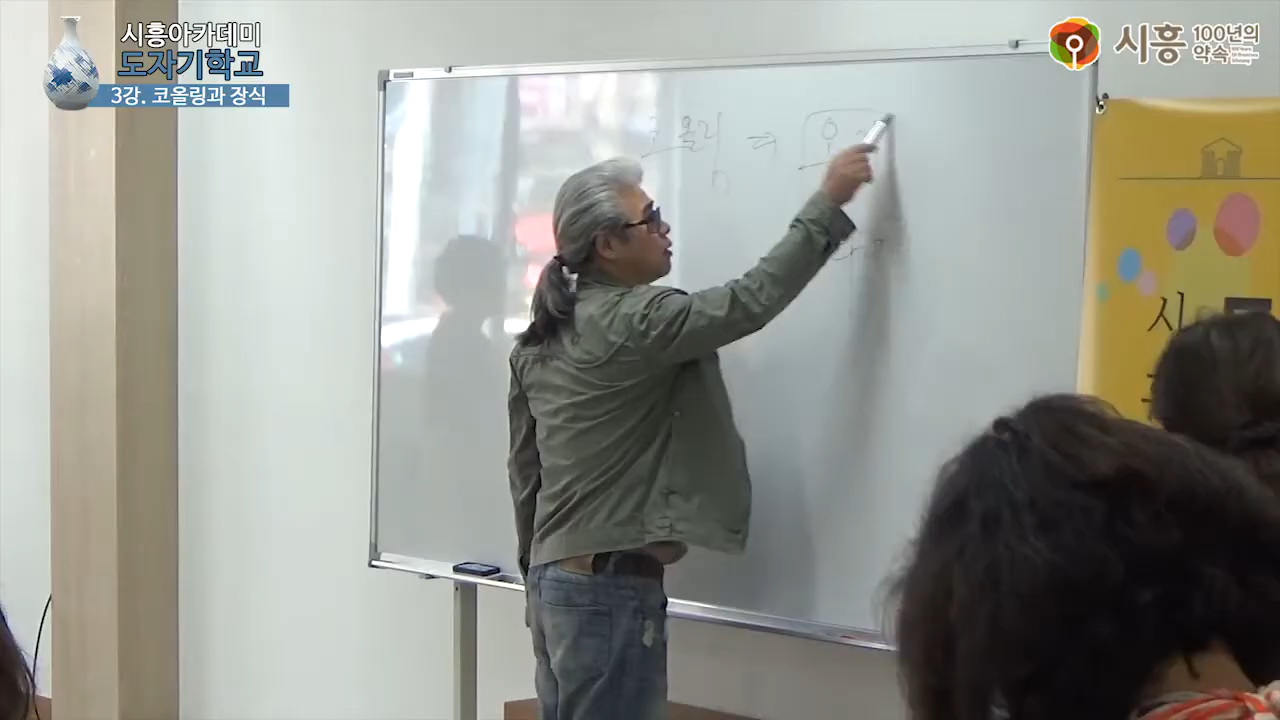 시흥아카데미
도자기학교
3강. 코올링과 장식
시흥 100년의
약속
코올링 ⇒
시